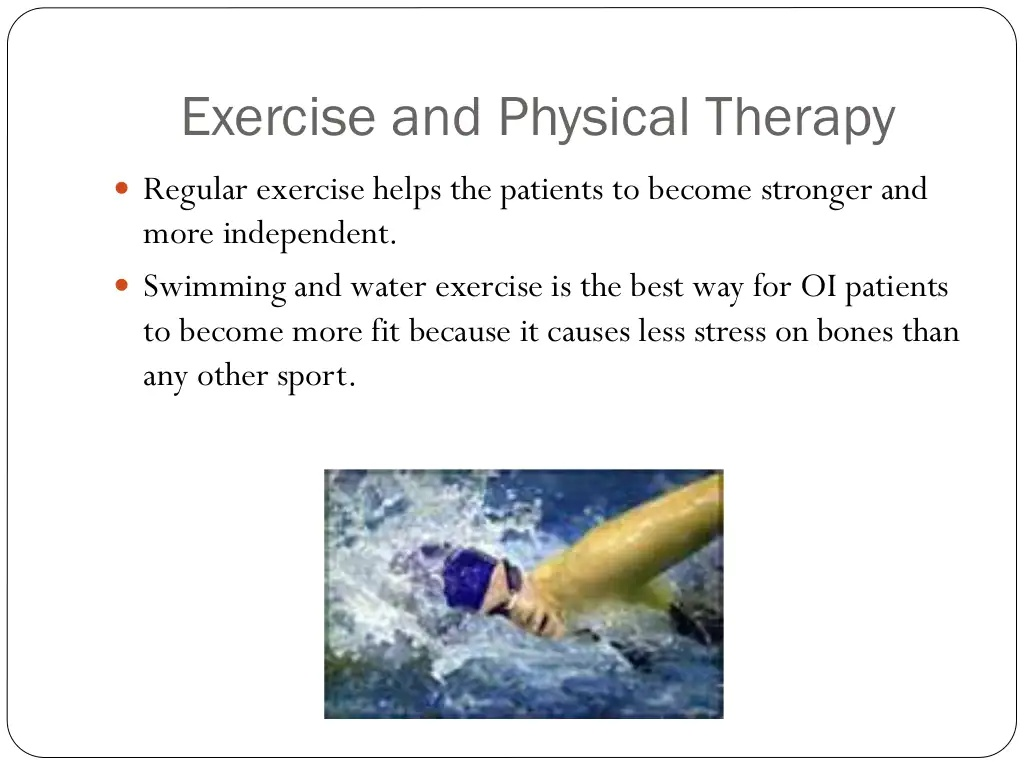 Exercise and Physical Therapy
Regular exercise helps the patients to become stronger and
more independent.
Swimming and water exercise is the best way for OI patients
to become more fit because it causes less stress on bones than
any other sport.